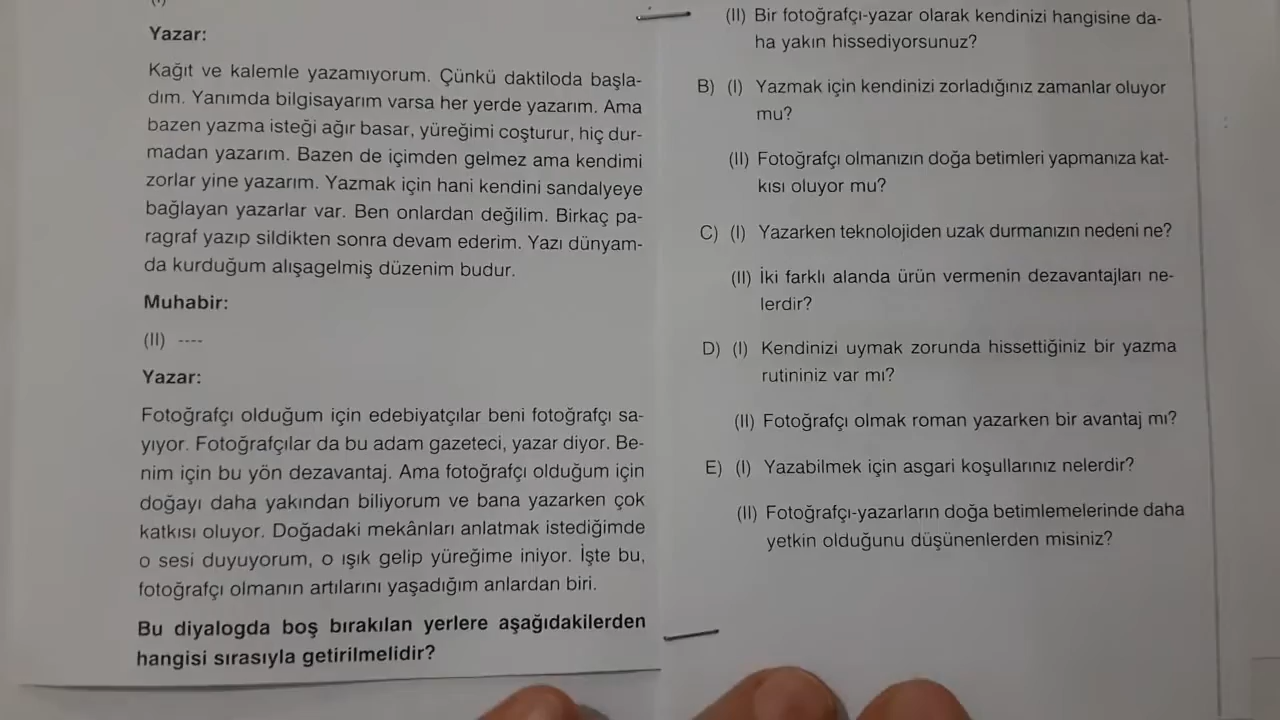 (I)
Yazar:
Kağıt ve kalemle yazamıyorum. Çünkü daktiloda başla-
dım. Yanımda bilgisayarım varsa her yerde yazarım. Ama
bazen yazma isteği ağır basar, yüreğimi coşturur, hiç dur-
madan yazarım. Bazen de içimden gelmez ama kendimi
zorlar yine yazarım. Yazmak için hani kendini sandalyeye
bağlayan yazarlar var. Ben onlardan değilim. Birkaç pa-
ragraf yazıp sildikten sonra devam ederim. Yazı dünyam-
da kurduğum alışagelmiş düzenim budur.
Muhabir:
(II) ----
Yazar:
Fotoğrafçı olduğum için edebiyatçılar beni fotoğrafçı sa-
yıyor. Fotoğrafçılar da bu adam gazeteci, yazar diyor. Be-
nim için bu yön dezavantaj. Ama fotoğrafçı olduğum için
doğayı daha yakından biliyorum ve bana yazarken çok
katkısı oluyor. Doğadaki mekânları anlatmak istediğimde
o sesi duyuyorum, o ışık gelip yüreğime iniyor. İşte bu,
fotoğrafçı olmanın artılarını yaşadığım anlardan biri.
Bu diyalogda boş bırakılan yerlere aşağıdakilerden
hangisi sırasıyla getirilmelidir?
(II) Bir fotoğrafçı-yazar olarak kendinizi hangisine da-
ha yakın hissediyorsunuz?
B) (I) Yazmak için kendinizi zorladığınız zamanlar oluyor
mu?
(II) Fotoğrafçı olmanızın doğa betimleri yapmanıza kat-
kısı oluyor mu?
C) (I) Yazarken teknolojiden uzak durmanızın nedeni ne?
(II) İki farklı alanda ürün vermenin dezavantajları ne-
lerdir?
D) (I) Kendinizi uymak zorunda hissettiğiniz bir yazma
rutininiz var mı?
(II) Fotoğrafçı olmak roman yazarken bir avantaj mı?
E) (I) Yazabilmek için asgari koşullarınız nelerdir?
(II) Fotoğrafçı-yazarların doğa betimlemelerinde daha
yetkin olduğunu düşünenlerden misiniz?